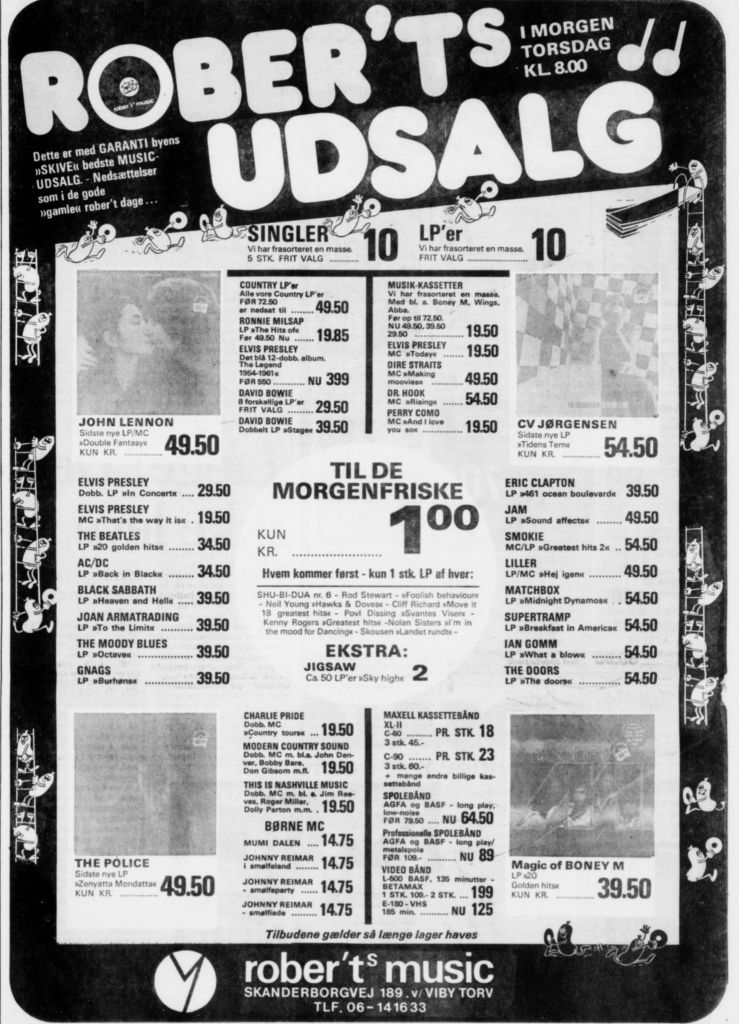 ROBER'TS
UDSALG
I MORGEN
TORSDAG
KL. 8.00
rober't's music
Dette er med GARANTI byens
»SKIVE« bedste MUSIC-
UDSALG. - Nedsættelser
som i de gode
»gamle« rober't dage...
SINGLER
Vi har frasorteret en masse.
5 STK. FRIT VALG .......... 10
LP'er
Vi har frasorteret en masse.
FRIT VALG .......... 10
JOHN LENNON
Sidste nye LP/MC
»Double Fantasy«
KUN KR. 49.50
COUNTRY LP'er
Alle vore Country LP'er
FØR 72.50
er nedsat til ...... 49.50
RONNIE MILSAP
LP »The Hits of«
Før 49.50 Nu ...... 19.85
ELVIS PRESLEY
Det blå 12-dobb. album.
The Legend
1954-1961«
FØR 550 .......... NU 399
DAVID BOWIE
8 forskellige LP'er
FRIT VALG ...... 29.50
DAVID BOWIE
Dobbelt LP »Stage« 39.50
MUSIK-KASSETTER
Vi har frasorteret en masse.
Med bl. a. Boney M, Wings,
Abba.
Før op til 72.50.
NU 49.50, 39.50
29.50 .......... 19.50
ELVIS PRESLEY
MC »Today« ...... 19.50
DIRE STRAITS
MC »Making
moovies« .......... 49.50
DR. HOOK
MC »Rising« ...... 54.50
PERRY COMO
MC »And I love
you so« .......... 19.50
CV JØRGENSEN
Sidste nye LP
»Tidens Tern«
KUN KR. 54.50
ELVIS PRESLEY
Dobb. LP »In Concert« .... 29.50
ELVIS PRESLEY
MC »That's the way it is« . 19.50
THE BEATLES
LP »20 golden hits« ........ 34.50
AC/DC
LP »Back in Black« ........ 34.50
BLACK SABBATH
LP »Heaven and Hell« ..... 39.50
JOAN ARMATRADING
LP »To the Limit« .......... 39.50
THE MOODY BLUES
LP »Octave« ................ 39.50
GNAGS
LP »Burhøns« .............. 39.50
TIL DE
MORGENFRISKE
KUN
KR. ........................ 1 00
Hvem kommer først - kun 1 stk. LP af hver:
SHU-BI-DUA nr. 6 - Rod Stewart - »Foolish behaviour«
- Neil Young »Hawks & Doves« - Cliff Richard »Move it
18 greatest hits« - Povl Dissing »Svantes Viser« -
Kenny Rogers »Greatest hits« -Nolan Sisters »I'm in
the mood for Dancing« - Skousen »Landet rundt« -
EKSTRA:
JIGSAW
Ca. 50 LP'er »Sky high« 2
ERIC CLAPTON
LP »461 ocean boulevard« 39.50
JAM
LP »Sound affects« ........ 49.50
SMOKIE
MC/LP »Greatest hits 2« .. 54.50
LILLER
LP/MC »Hej igen« .......... 49.50
MATCHBOX
LP »Midnight Dynamos« .. 54.50
SUPERTRAMP
LP »Breakfast in America« 54.50
IAN GOMM
LP »What a blow« ......... 54.50
THE DOORS
LP »The doors« ............ 54.50
THE POLICE
Sidste nye LP
»Zenyatta Mondatta«
KUN KR. 49.50
CHARLIE PRIDE
Dobb. MC
»Country tours« ... 19.50
MODERN COUNTRY SOUND
Dobb. MC m. bl.a. John Den-
ver, Bobby Bare,
Don Gibsom m.fl. 19.50
THIS IS NASHVILLE MUSIC
Dobb. MC m. bl. a. Jim Ree-
ves, Roger Miller,
Dolly Parton m.m. . 19.50
BØRNE MC
MUMI DALEN .... 14.75
JOHNNY REIMAR
i smølfeland ...... 14.75
JOHNNY REIMAR
- smølfeparty ...... 14.75
JOHNNY REIMAR
- smølfiade ........ 14.75
MAXELL KASSETTEBÅND
XL-II
C-60 ......... PR. STK. 18
3 stk. 45.-
C-90 ......... PR. STK. 23
3 stk. 60.-
+ mange andre billige kas-
settebånd
SPOLEBÅND
AGFA og BASF - long play,
low-noise
FØR 79.50 .... NU 64.50
Professionelle SPOLEBÅND
AGFA og BASF - long play/
metalspole
FØR 109.- .......... NU 89
VIDEO BÅND
L-500 BASF, 135 minutter -
BETAMAX
1 STK. 109.- 2 STK. ... 199
E-180 - VHS
185 min. .......... NU 125
Magic of BONEY M
LP »20
Golden hits«
KUN KR. 39.50
Tilbudene gælder så længe lager haves
rober'ts music
SKANDERBORGVEJ 189 . v/ VIBY TORV
TLF. 06-141633